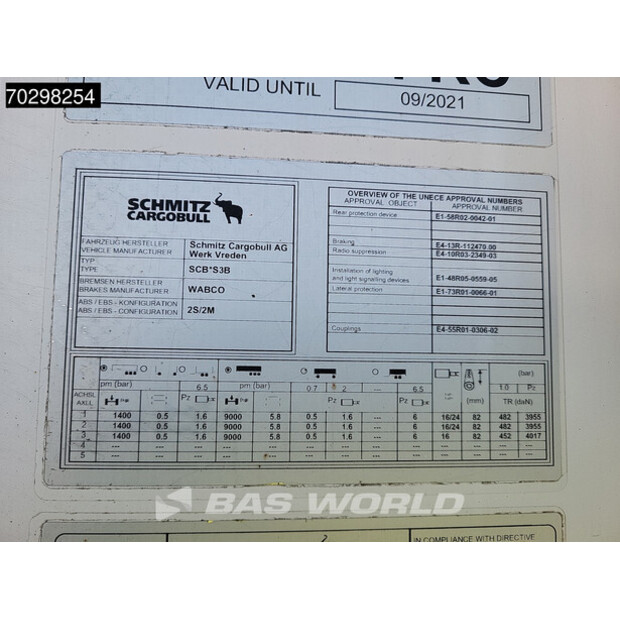 70298254
VALID UNTIL
09/2021
SCHMITZ
CARGOBULL
FAHRZEUG HERSTELLER
VEHICLE MANUFACTURER
Schmitz Cargobull AG
Werk Vreden
TYP
TYPE
SCB*S3B
BREMSEN HERSTELLER
BRAKES MANUFACTURER
WABCO
ABS / EBS - KONFIGURATION
ABS / EBS - CONFIGURATION
2S/2M
OVERVIEW OF THE UNECE APPROVAL NUMBERS
APPROVAL OBJECT APPROVAL NUMBER
Rear protection device E1-58R02-0042-01
Braking E4-13R-112470.00
Radio suppression E4-10R03-2349-03
Installation of lighting
and light signalling devices E1-48R05-0559-05
Lateral protection E1-73R01-0066-01
Couplings E4-55R01-0306-02
pm (bar) 6.5 pm (bar) 0.7 2 --- 6.5 (bar) 1.0 Pz
ACHSE
AXLE Pz Pz Pz (mm) TR (daN)
1 1400 0.5 1.6 9000 5.8 0.5 1.6 --- 6 16/24 82 482 3955
2 1400 0.5 1.6 9000 5.8 0.5 1.6 --- 6 16/24 82 482 3955
3 1400 0.5 1.6 9000 5.8 0.5 1.6 --- 6 16 82 452 4017
4 --- --- --- --- --- --- --- --- --- --- --- --- ---
5 --- --- --- --- --- --- --- --- --- --- --- --- ---
BAS WORLD
IN COMPLIANCE WITH DIRECTIVE